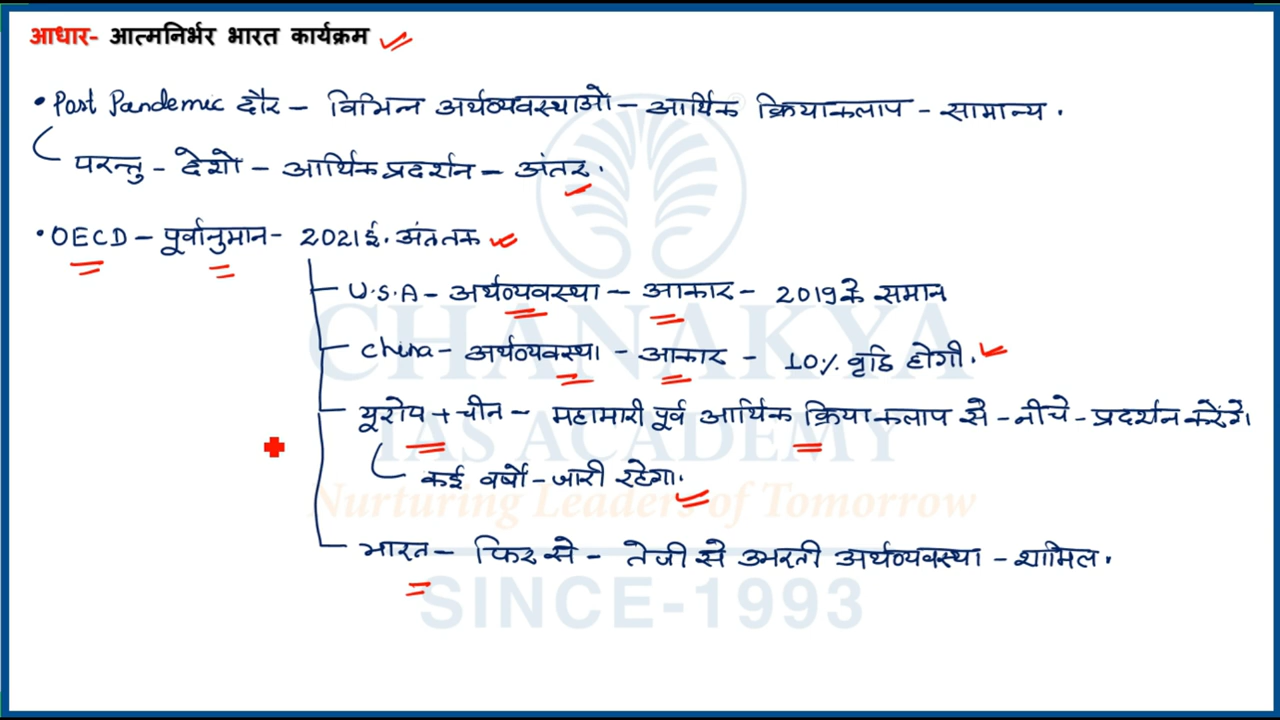 आधार- आत्मनिर्भर भारत कार्यक्रम
• Post Pandemic दौर – विभिन्न अर्थव्यवस्थाओ – आर्थिक क्रियाकलाप - सामान्य .
परन्तु - देशो – आर्थिक प्रदर्शन – अंतर .
• OECD – पूर्वानुमान - 2021 ई. अंत तक
U.S.A – अर्थव्यवस्था – आकार – 2019 के समान
China – अर्थव्यवस्था - आकार - 10% वृद्धि होगी .
यूरोप + चीन – महामारी पूर्व आर्थिक क्रियाकलाप से - नीचे - प्रदर्शन करेंगे।
कई वर्षो - जारी रहेगा .
भारत – फिर से – तेजी से उभरती अर्थव्यवस्था - शामिल .
CHANAKYA
IAS ACADEMY
Nurturing Leaders of Tomorrow
SINCE-1993